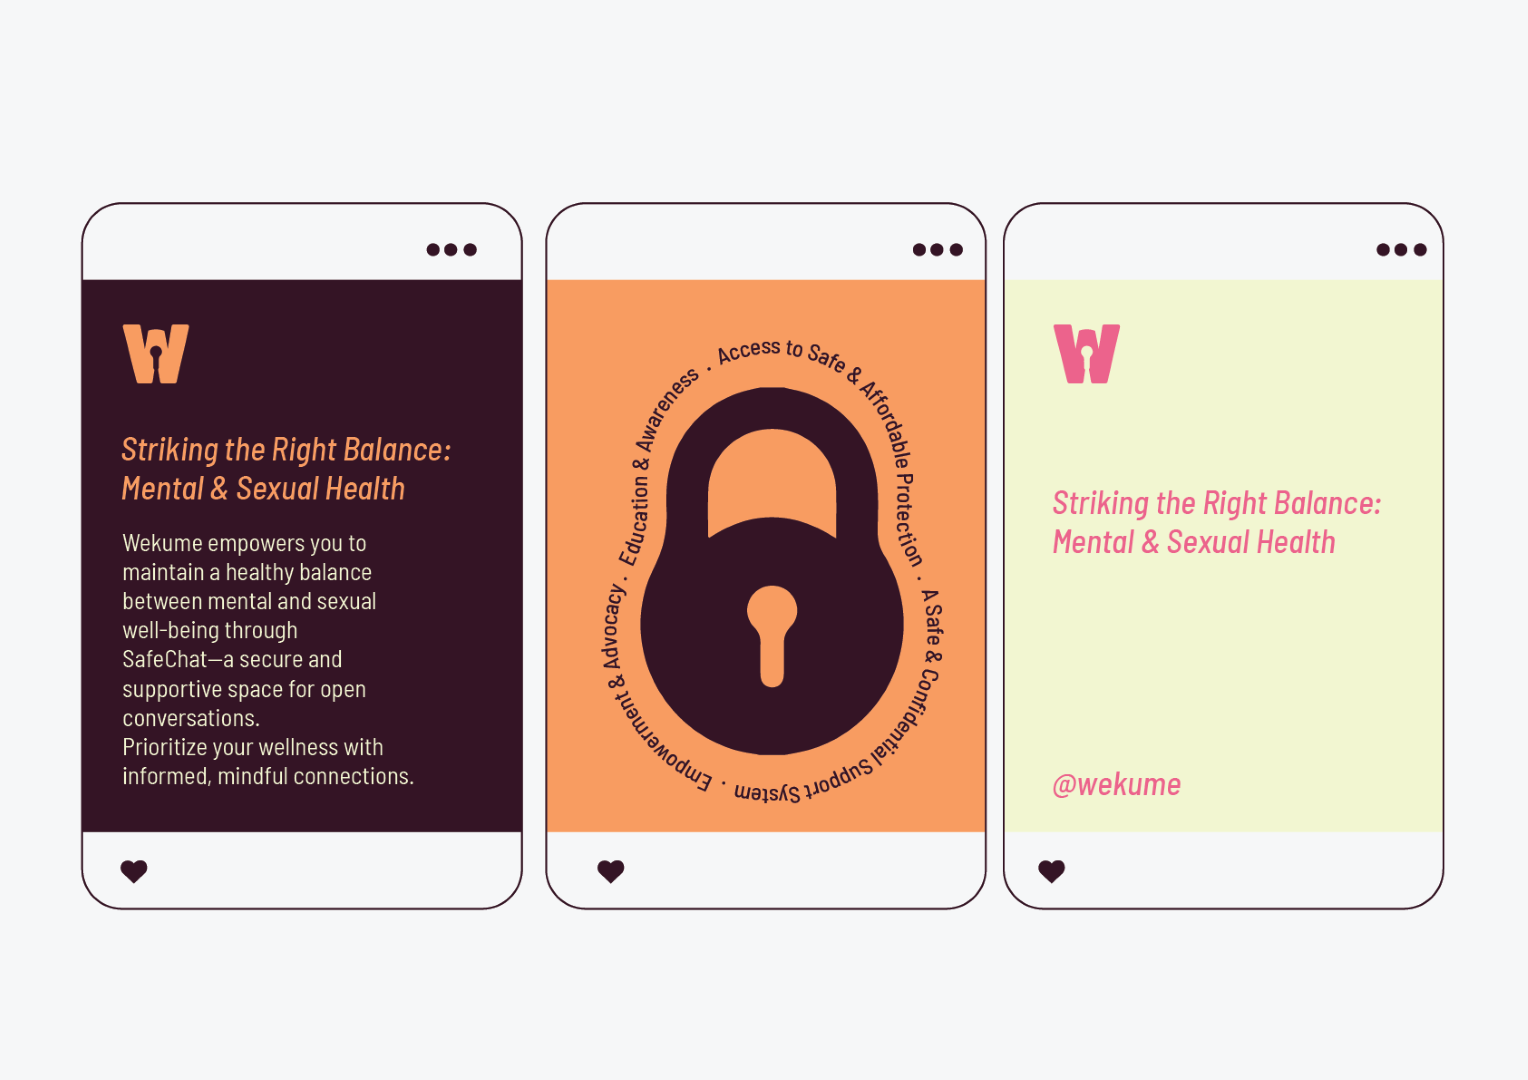 W
Striking the Right Balance:
Mental & Sexual Health
Wekume empowers you to
maintain a healthy balance
between mental and sexual
well-being through
SafeChat—a secure and
supportive space for open
conversations.
Prioritize your wellness with
informed, mindful connections.
Access to Safe & Affordable Protection · A Safe & Confidential Support System · Empowerment & Advocacy · Education & Awareness ·
W
Striking the Right Balance:
Mental & Sexual Health
@wekume